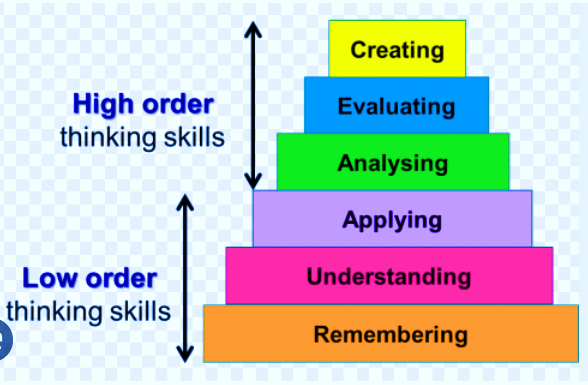 Creating
Evaluating
Analysing
Applying
Understanding
Remembering
High order
thinking skills
Low order
thinking skills
e